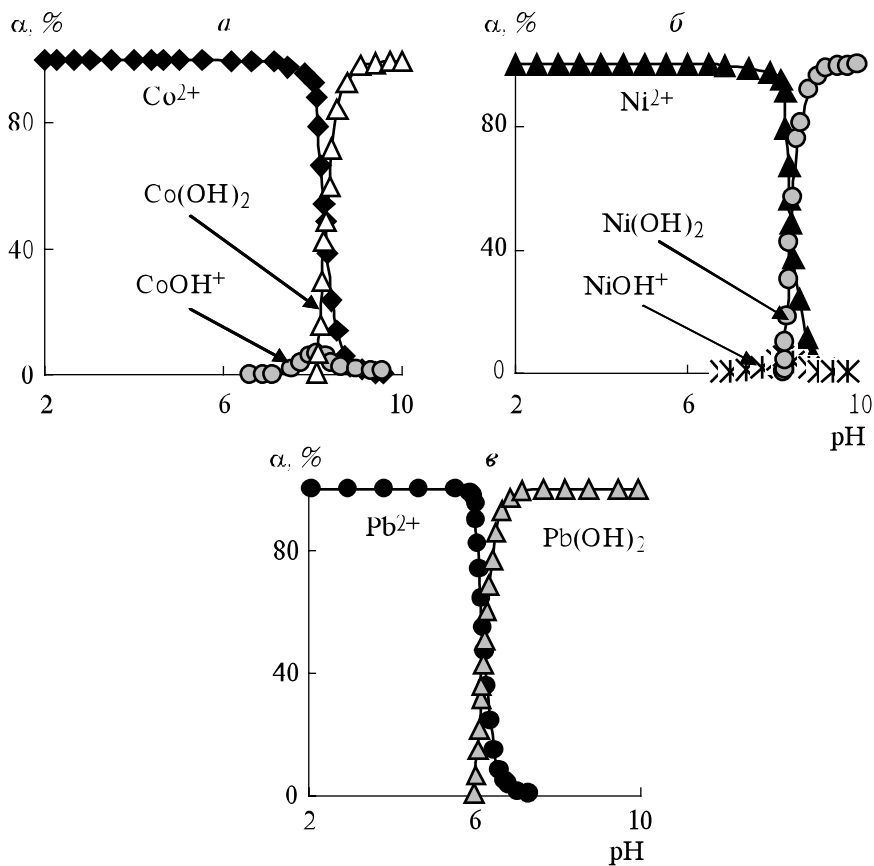 α, % а
Co²⁺
80
Co(OH)₂
40
CoOH⁺
0
2 6 10
α, % б
Ni²⁺
80
Ni(OH)₂
40
NiOH⁺
0
2 6 10
pH
α, % в
Pb²⁺
Pb(OH)₂
80
40
0
2 6 10
pH